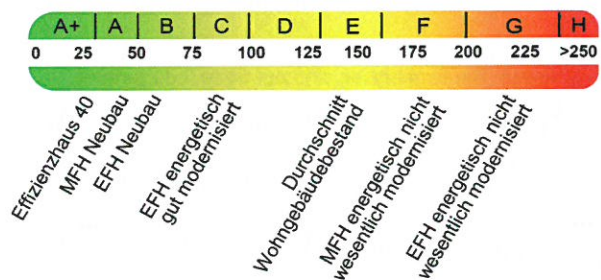 A+ A B C D E F G H
0 25 50 75 100 125 150 175 200 225 >250
Effizienzhaus 40
MFH Neubau
EFH Neubau
EFH energetisch
gut modernisiert
Durchschnitt
Wohngebäudebestand
MFH energetisch nicht
wesentlich modernisiert
EFH energetisch nicht
wesentlich modernisiert